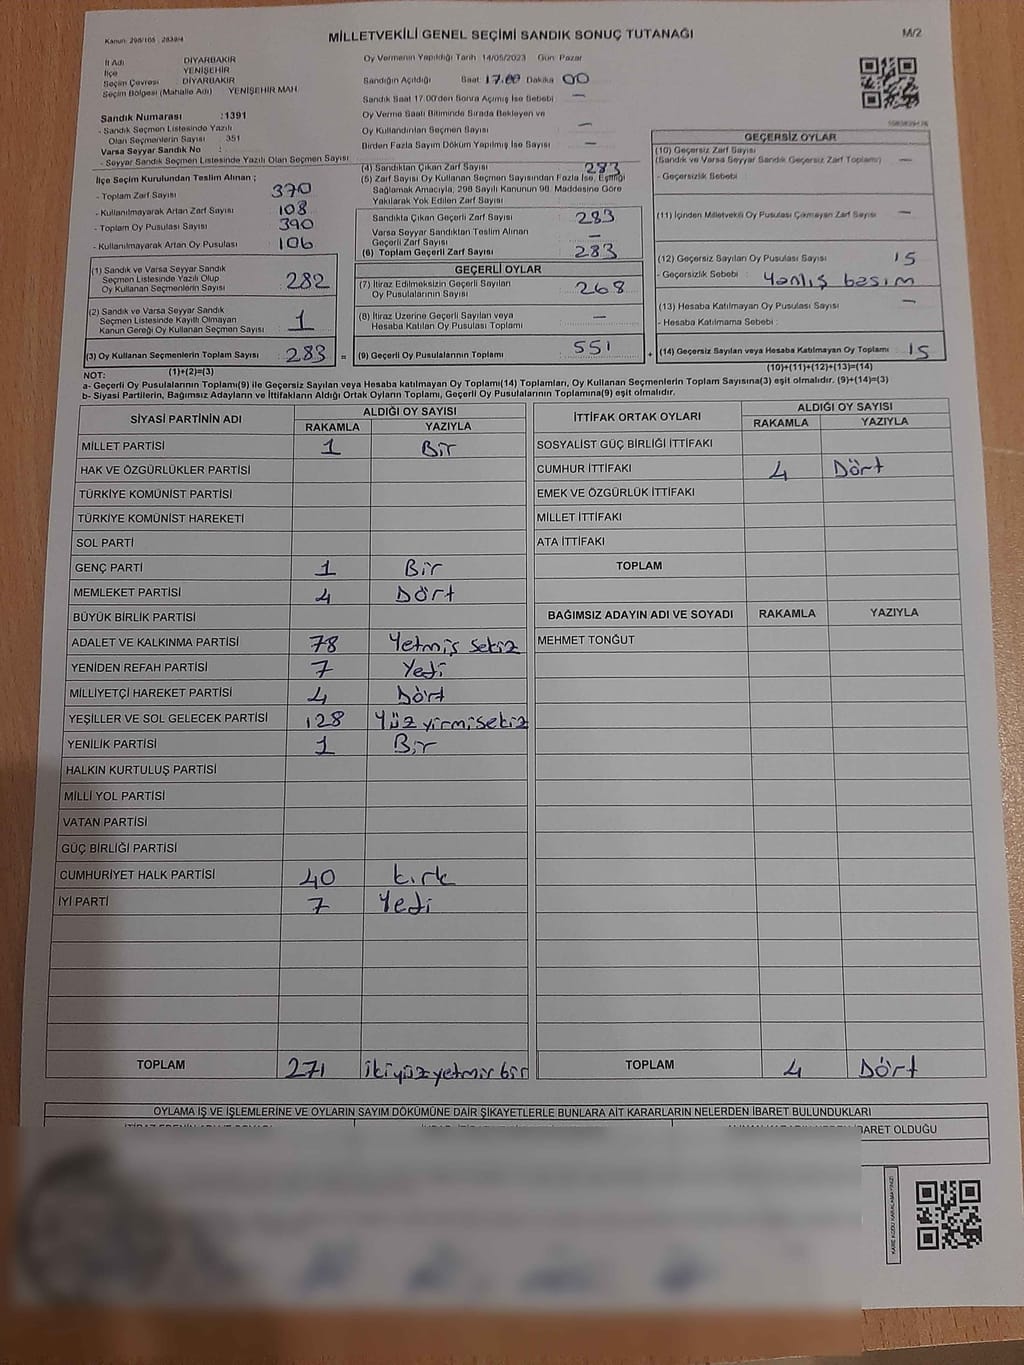 Kanun: 298/105 , 2839/4
MİLLETVEKİLİ GENEL SEÇİMİ SANDIK SONUÇ TUTANAĞI
M/2
İl Adı DİYARBAKIR
İlçe YENİŞEHİR
Seçim Çevresi DİYARBAKIR
Seçim Bölgesi (Mahalle Adı) YENİŞEHİR MAH.
Sandık Numarası :1391
- Sandık Seçmen Listesinde Yazılı
Olan Seçmenlerin Sayısı : 351
Varsa Seyyar Sandık No :
- Seyyar Sandık Seçmen Listesinde Yazılı Olan Seçmen Sayısı
İlçe Seçim Kurulundan Teslim Alınan ;
- Toplam Zarf Sayısı 370
- Kullanılmayarak Artan Zarf Sayısı 108
- Toplam Oy Pusulası Sayısı 390
- Kullanılmayarak Artan Oy Pusulası 106
(1) Sandık ve Varsa Seyyar Sandık
Seçmen Listesinde Yazılı Olup
Oy Kullanan Seçmenlerin Sayısı 282
(2) Sandık ve Varsa Seyyar Sandık
Seçmen Listesinde Kayıtlı Olmayan
Kanun Gereği Oy Kullanan Seçmen Sayısı 1
(3) Oy Kullanan Seçmenlerin Toplam Sayısı 283 =
(1)+(2)=(3)
Oy Vermenin Yapıldığı Tarih 14/05/2023 Gün: Pazar
Sandığın Açıldığı Saat 17.00 Dakika 00
Sandık Saat 17:00'den Sonra Açılmış İse Sebebi : —
Oy Verme Saati Bitiminde Sırada Bekleyen ve
Oy Kullandırılan Seçmen Sayısı —
Birden Fazla Sayım Döküm Yapılmış İse Sayısı —
(4) Sandıktan Çıkan Zarf Sayısı 283
(5) Zarf Sayısı Oy Kullanan Seçmen Sayısından Fazla İse, Eşitliği
Sağlamak Amacıyla, 298 Sayılı Kanunun 98. Maddesine Göre
Yakılarak Yok Edilen Zarf Sayısı
Sandıkta Çıkan Geçerli Zarf Sayısı 283
Varsa Seyyar Sandıktan Teslim Alınan
Geçerli Zarf Sayısı —
(6) Toplam Geçerli Zarf Sayısı 283
GEÇERLİ OYLAR
(7) İtiraz Edilmeksizin Geçerli Sayılan
Oy Pusulalarının Sayısı 268
(8) İtiraz Üzerine Geçerli Sayılan veya
Hesaba Katılan Oy Pusulası Toplamı —
(9) Geçerli Oy Pusulalarının Toplamı 551 +
GEÇERSİZ OYLAR
(10) Geçersiz Zarf Sayısı
(Sandık ve Varsa Seyyar Sandık Geçersiz Zarf Toplamı) —
- Geçersizlik Sebebi
(11) İçinden Milletvekili Oy Pusulası Çıkmayan Zarf Sayısı —
(12) Geçersiz Sayılan Oy Pusulası Sayısı 15
- Geçersizlik Sebebi : Yanlış basım
(13) Hesaba Katılmayan Oy Pusulası Sayısı —
- Hesaba Katılmama Sebebi :
(14) Geçersiz Sayılan veya Hesaba Katılmayan Oy Toplamı 15
(10)+(11)+(12)+(13)=(14)
NOT:
a- Geçerli Oy Pusulalarının Toplamı(9) ile Geçersiz Sayılan veya Hesaba katılmayan Oy Toplamı(14) Toplamları, Oy Kullanan Seçmenlerin Toplam Sayısına(3) eşit olmalıdır. (9)+(14)=(3)
b- Siyasi Partilerin, Bağımsız Adayların ve İttifakların Aldığı Ortak Oyların Toplamı, Geçerli Oy Pusulalarının Toplamına(9) eşit olmalıdır.
SİYASİ PARTİNİN ADI ALDIĞI OY SAYISI
RAKAMLA YAZIYLA
MİLLET PARTİSİ 1 Bir
HAK VE ÖZGÜRLÜKLER PARTİSİ
TÜRKİYE KOMÜNİST PARTİSİ
TÜRKİYE KOMÜNİST HAREKETİ
SOL PARTİ
GENÇ PARTİ 1 Bir
MEMLEKET PARTİSİ 4 Dört
BÜYÜK BİRLİK PARTİSİ
ADALET VE KALKINMA PARTİSİ 78 Yetmiş sekiz
YENİDEN REFAH PARTİSİ 7 Yedi
MİLLİYETÇİ HAREKET PARTİSİ 4 Dört
YEŞİLLER VE SOL GELECEK PARTİSİ 128 Yüz yirmi sekiz
YENİLİK PARTİSİ 1 Bir
HALKIN KURTULUŞ PARTİSİ
MİLLİ YOL PARTİSİ
VATAN PARTİSİ
GÜÇ BİRLİĞİ PARTİSİ
CUMHURİYET HALK PARTİSİ 40 kırk
İYİ PARTİ 7 Yedi
TOPLAM 271 ikiyüzyetmir bir
İTTİFAK ORTAK OYLARI ALDIĞI OY SAYISI
RAKAMLA YAZIYLA
SOSYALİST GÜÇ BİRLİĞİ İTTİFAKI
CUMHUR İTTİFAKI 4 Dört
EMEK VE ÖZGÜRLÜK İTTİFAKI
MİLLET İTTİFAKI
ATA İTTİFAKI
TOPLAM
BAĞIMSIZ ADAYIN ADI VE SOYADI RAKAMLA YAZIYLA
MEHMET TONĞUT
TOPLAM 4 Dört
OYLAMA İŞ VE İŞLEMLERİNE VE OYLARIN SAYIM DÖKÜMÜNE DAİR ŞİKAYETLERLE BUNLARA AİT KARARLARIN NELERDEN İBARET BULUNDUKLARI
İBARET OLDUĞU
KARE KODU KARALAMAYINIZ!